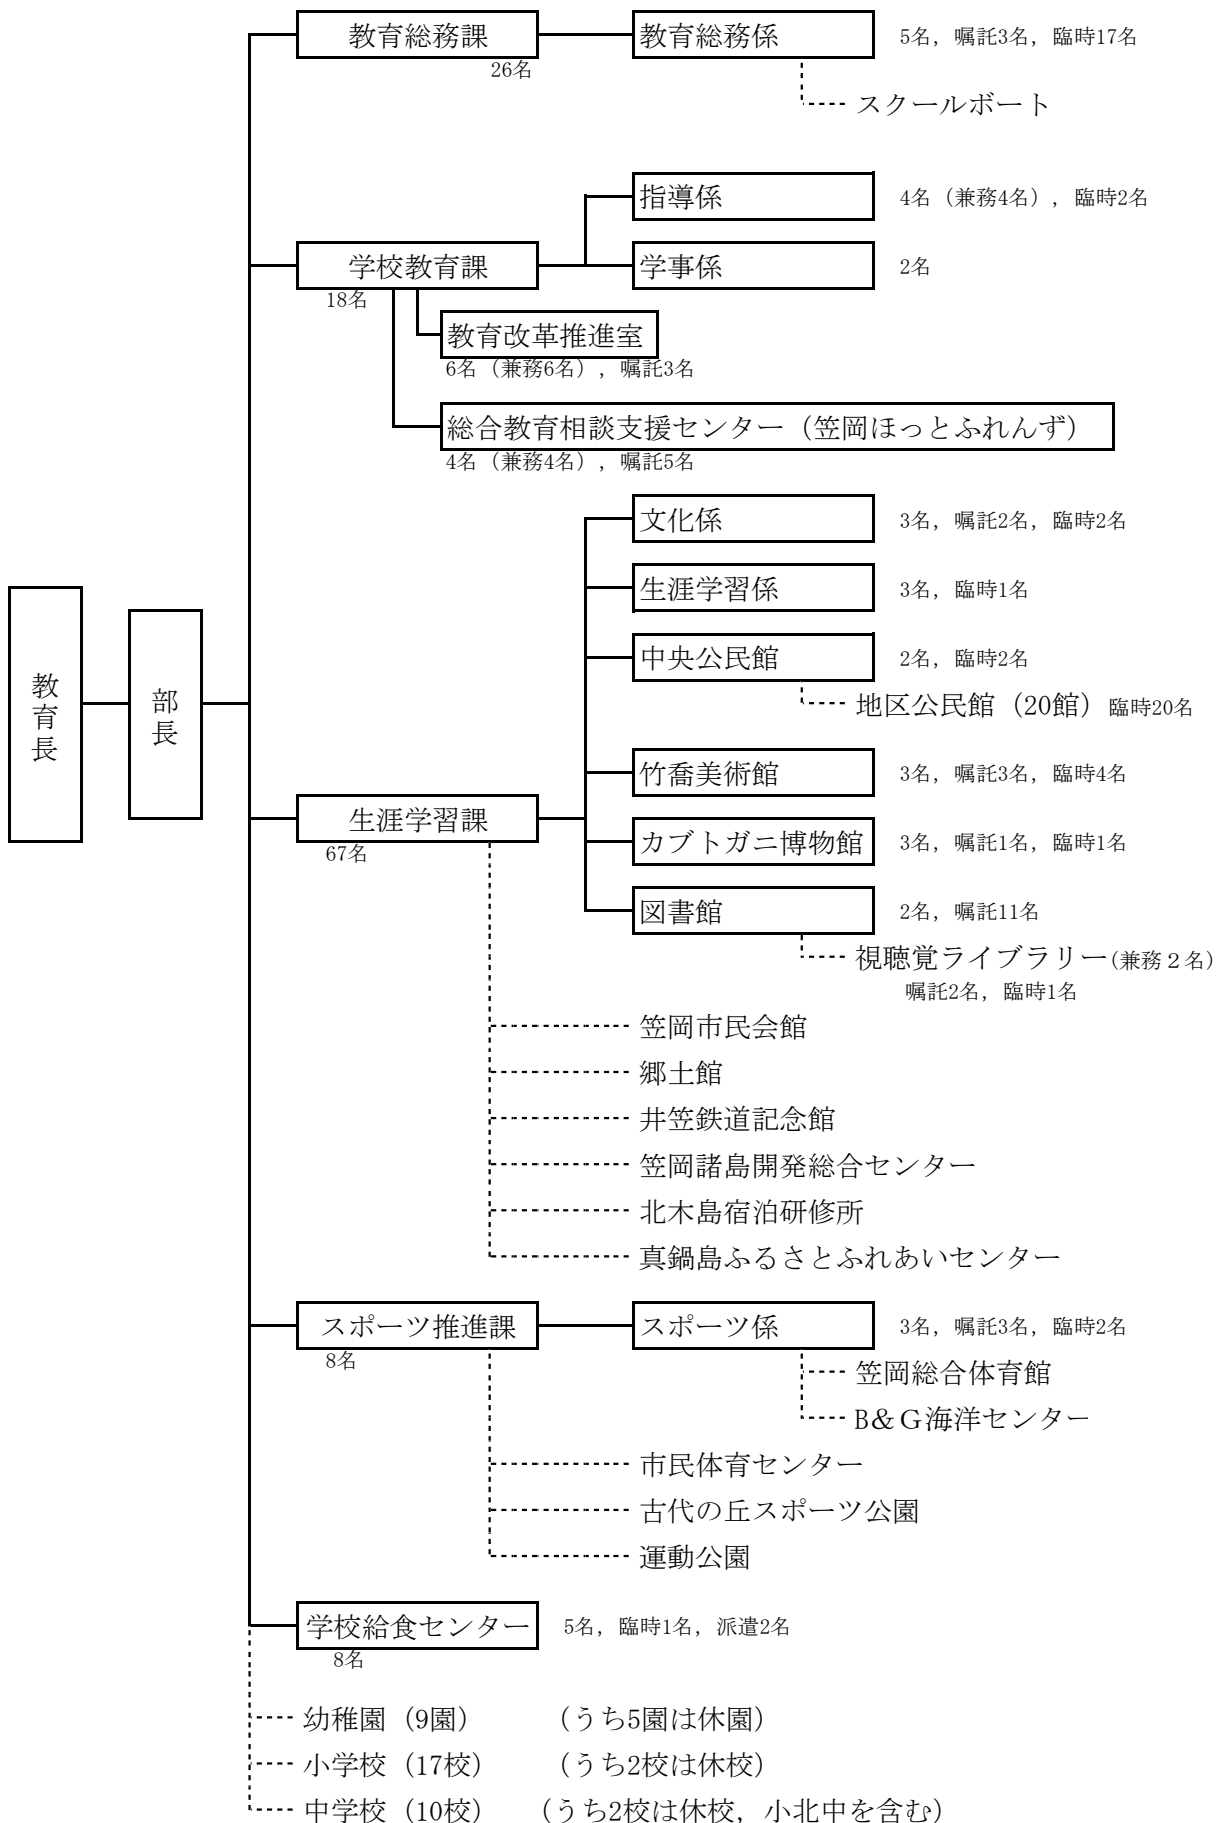 教育総務課
26名
教育総務係
5名，嘱託3名，臨時17名
スクールボート
指導係
4名（兼務4名），臨時2名
学校教育課
18名
学事係
2名
教育改革推進室
6名（兼務6名），嘱託3名
総合教育相談支援センター（笠岡ほっとふれんず）
4名（兼務4名），嘱託5名
文化係
3名，嘱託2名，臨時2名
生涯学習係
3名，臨時1名
中央公民館
2名，臨時2名
地区公民館（20館）臨時20名
教育長
部長
竹喬美術館
3名，嘱託3名，臨時4名
生涯学習課
67名
カブトガニ博物館
3名，嘱託1名，臨時1名
図書館
2名，嘱託11名
視聴覚ライブラリー(兼務２名)
嘱託2名，臨時1名
笠岡市民会館
郷土館
井笠鉄道記念館
笠岡諸島開発総合センター
北木島宿泊研修所
真鍋島ふるさとふれあいセンター
スポーツ推進課
8名
スポーツ係
3名，嘱託3名，臨時2名
笠岡総合体育館
B&G海洋センター
市民体育センター
古代の丘スポーツ公園
運動公園
学校給食センター
8名
5名，臨時1名，派遣2名
幼稚園（9園）　（うち5園は休園）
小学校（17校）　（うち2校は休校）
中学校（10校）　（うち2校は休校，小北中を含む）